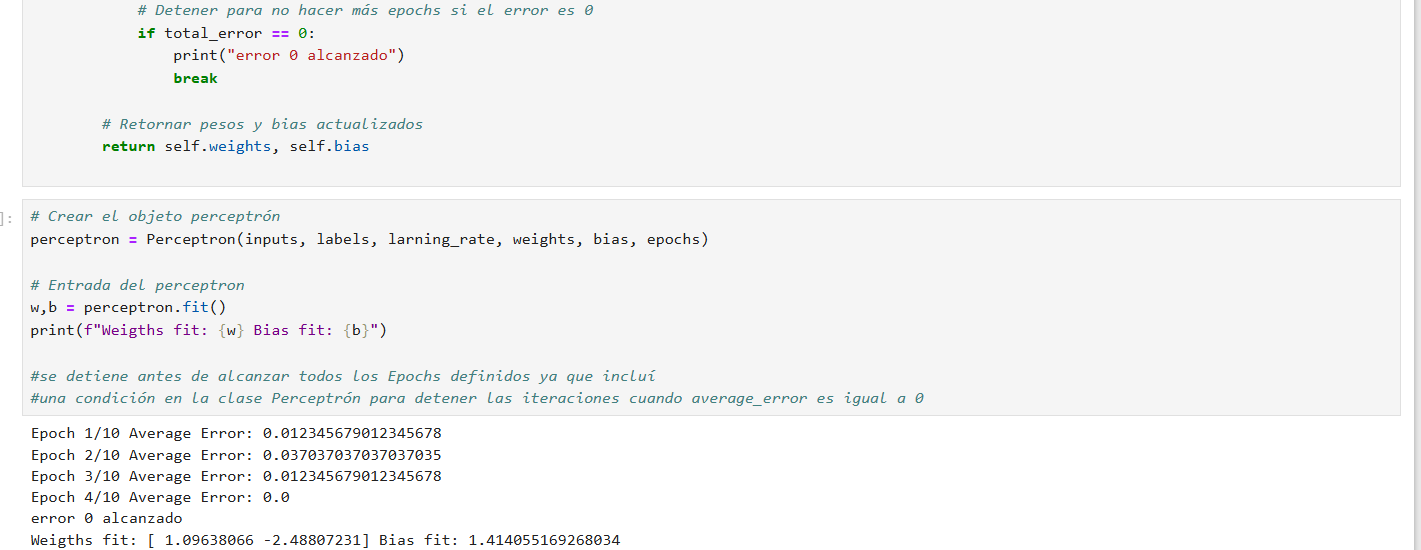 # Detener para no hacer más epochs si el error es 0
if total_error == 0:
print("error 0 alcanzado")
break
# Retornar pesos y bias actualizados
return self.weights, self.bias
]:
# Crear el objeto perceptrón
perceptron = Perceptron(inputs, labels, larning_rate, weights, bias, epochs)
# Entrada del perceptron
w,b = perceptron.fit()
print(f"Weigths fit: {w} Bias fit: {b}")
#se detiene antes de alcanzar todos los Epochs definidos ya que incluí
#una condición en la clase Perceptrón para detener las iteraciones cuando average_error es igual a 0
Epoch 1/10 Average Error: 0.012345679012345678
Epoch 2/10 Average Error: 0.037037037037037035
Epoch 3/10 Average Error: 0.012345679012345678
Epoch 4/10 Average Error: 0.0
error 0 alcanzado
Weigths fit: [ 1.09638066 -2.48807231] Bias fit: 1.414055169268034